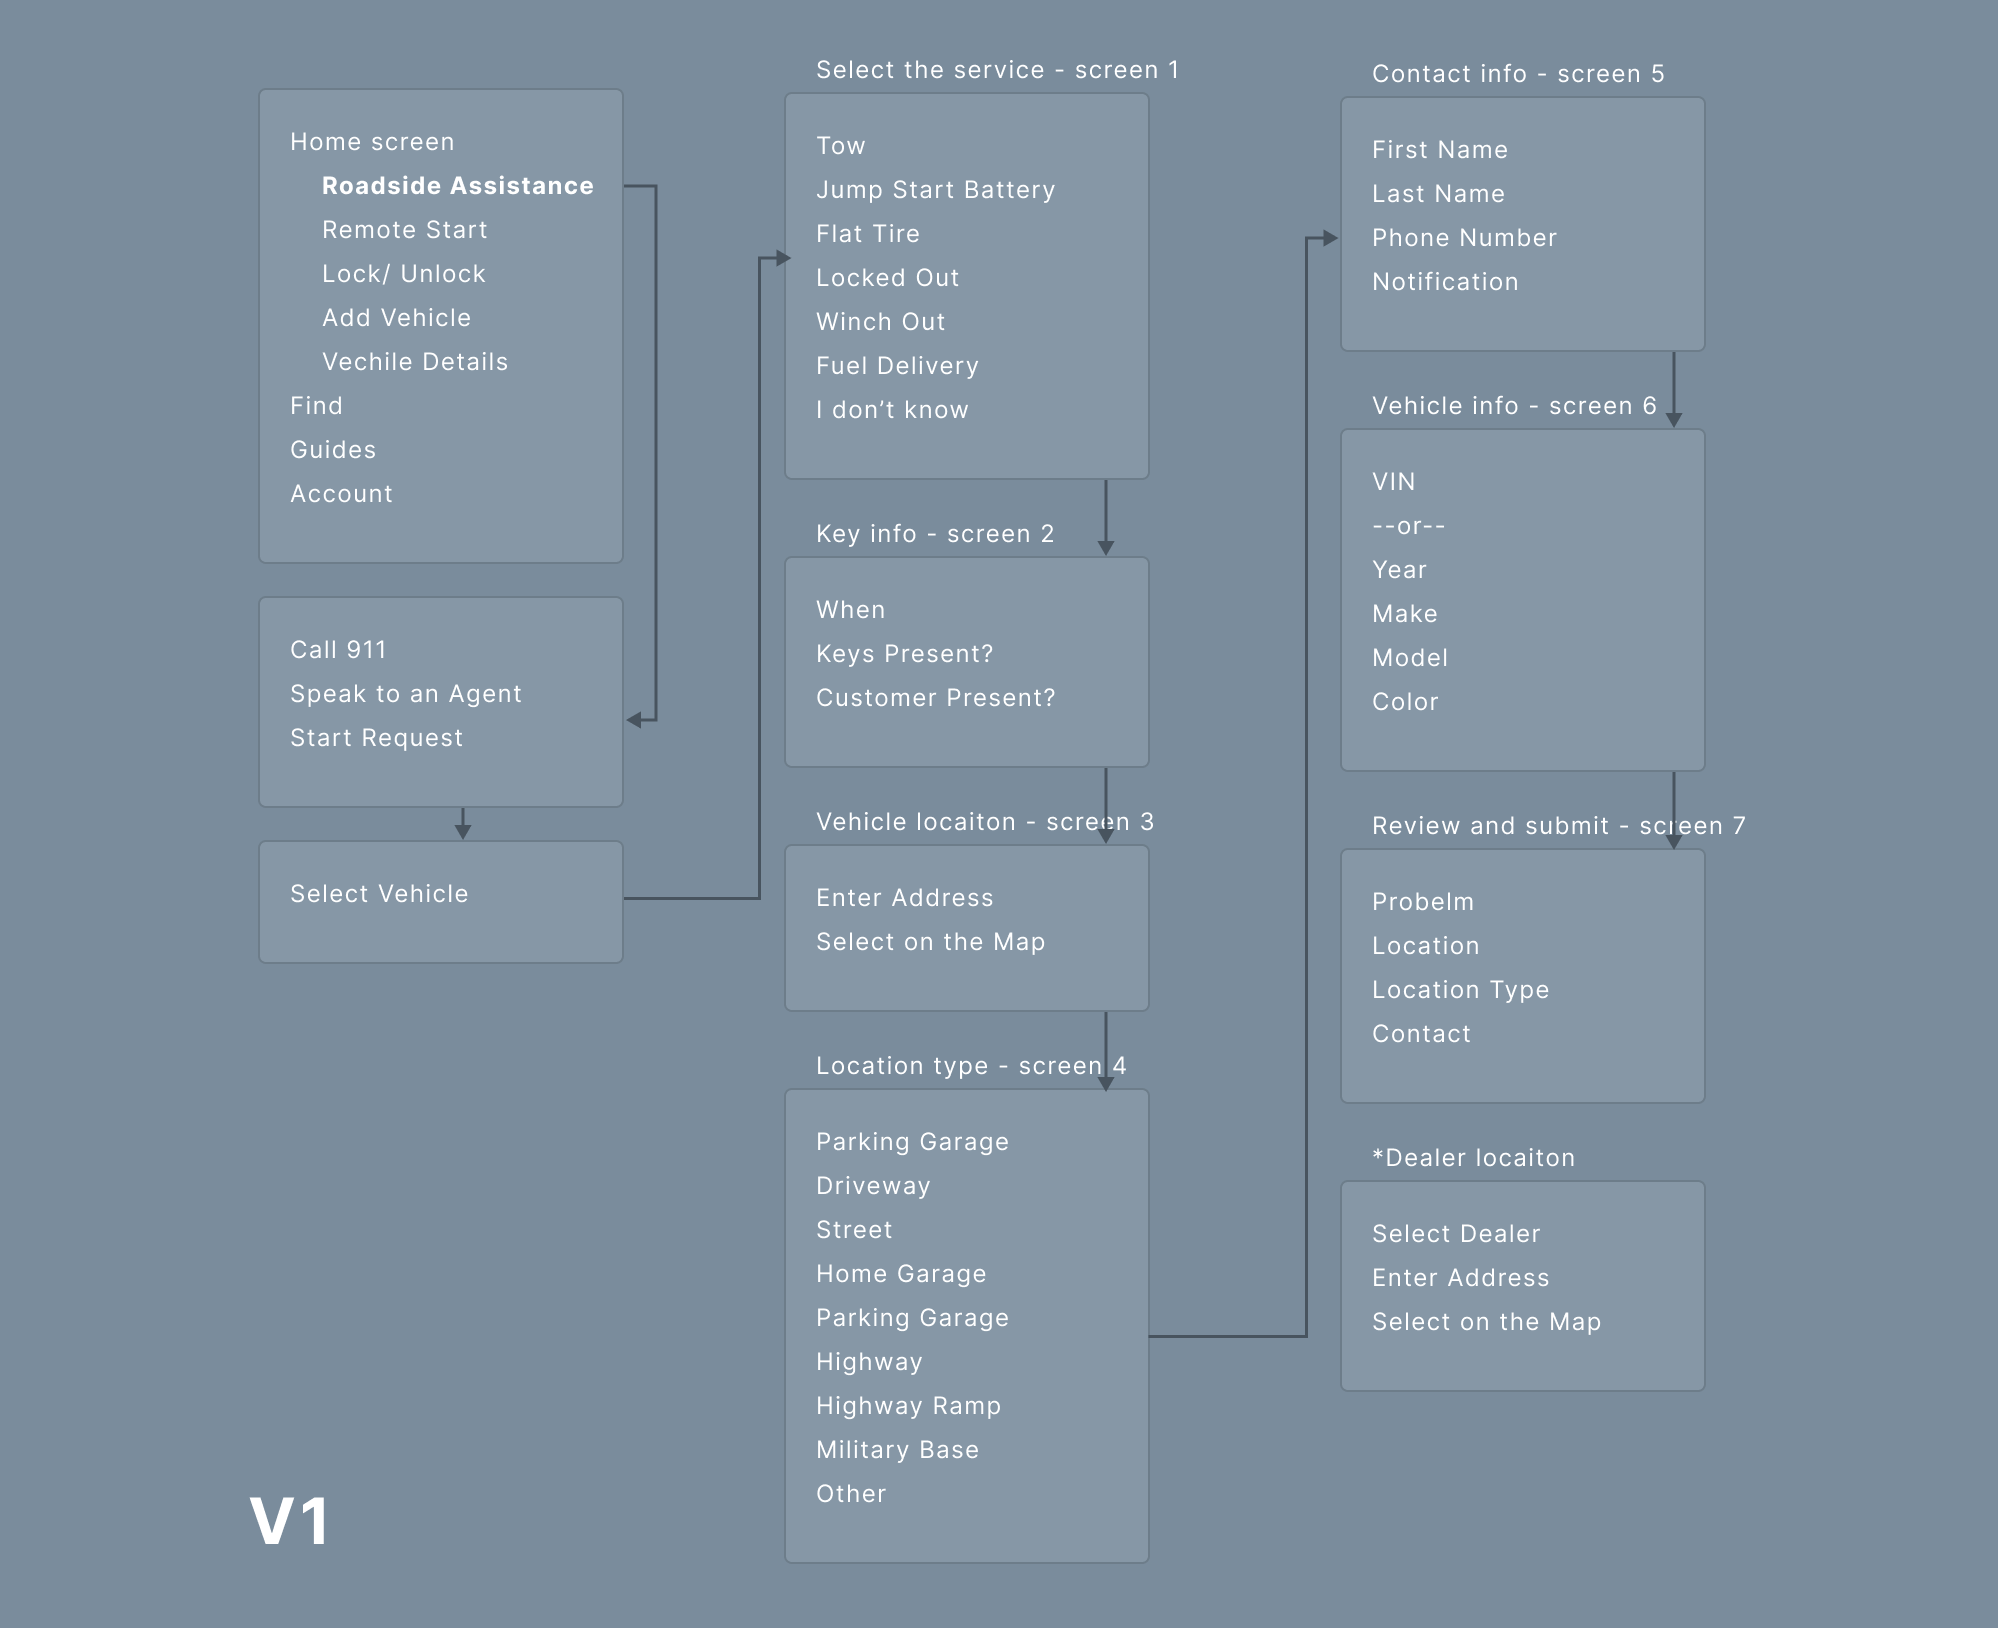 Home screen
Roadside Assistance
Remote Start
Lock/ Unlock
Add Vehicle
Vechile Details
Find
Guides
Account
Call 911
Speak to an Agent
Start Request
Select Vehicle
V1
Select the service - screen 1
Tow
Jump Start Battery
Flat Tire
Locked Out
Winch Out
Fuel Delivery
I don’t know
Key info - screen 2
When
Keys Present?
Customer Present?
Vehicle locaiton - screen 3
Enter Address
Select on the Map
Location type - screen 4
Parking Garage
Driveway
Street
Home Garage
Parking Garage
Highway
Highway Ramp
Military Base
Other
Contact info - screen 5
First Name
Last Name
Phone Number
Notification
Vehicle info - screen 6
VIN
--or--
Year
Make
Model
Color
Review and submit - screen 7
Probelm
Location
Location Type
Contact
*Dealer locaiton
Select Dealer
Enter Address
Select on the Map